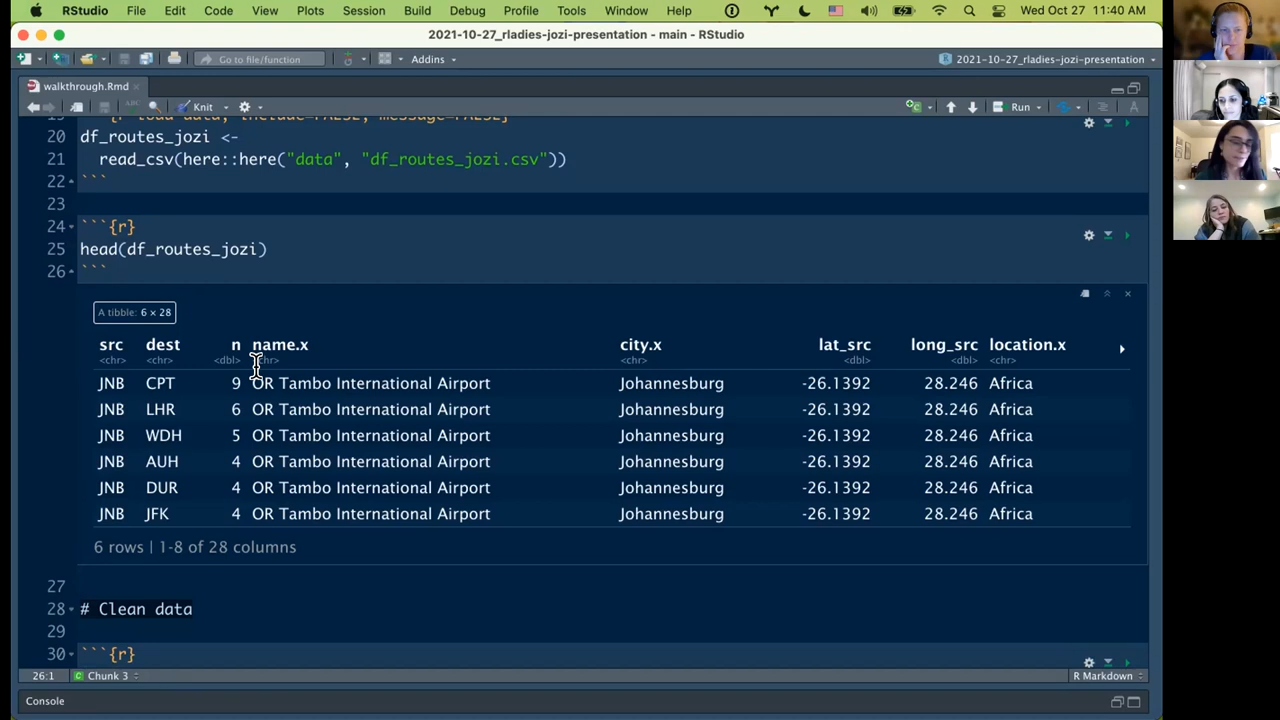 RStudio File Edit Code View Plots Session Build Debug Profile Tools Window Help Wed Oct 27 11:40 AM
2021-10-27_rladies-jozi-presentation - main - RStudio
Go to file/function Addins 2021-10-27_rladies-jozi-presentation
walkthrough.Rmd
Knit Run
19 ```{r load data, include=FALSE, message=FALSE}
20 df_routes_jozi <-
21 read_csv(here::here("data", "df_routes_jozi.csv"))
22 ```
23
24 ```{r}
25 head(df_routes_jozi)
26 ```
A tibble: 6 × 28
src dest n name.x city.x lat_src long_src location.x
<chr> <chr> <dbl> <chr> <chr> <dbl> <dbl> <chr>
JNB CPT 9 OR Tambo International Airport Johannesburg -26.1392 28.246 Africa
JNB LHR 6 OR Tambo International Airport Johannesburg -26.1392 28.246 Africa
JNB WDH 5 OR Tambo International Airport Johannesburg -26.1392 28.246 Africa
JNB AUH 4 OR Tambo International Airport Johannesburg -26.1392 28.246 Africa
JNB DUR 4 OR Tambo International Airport Johannesburg -26.1392 28.246 Africa
JNB JFK 4 OR Tambo International Airport Johannesburg -26.1392 28.246 Africa
6 rows | 1-8 of 28 columns
27
28 # Clean data
29
30 ```{r}
26:1 Chunk 3 R Markdown
Console